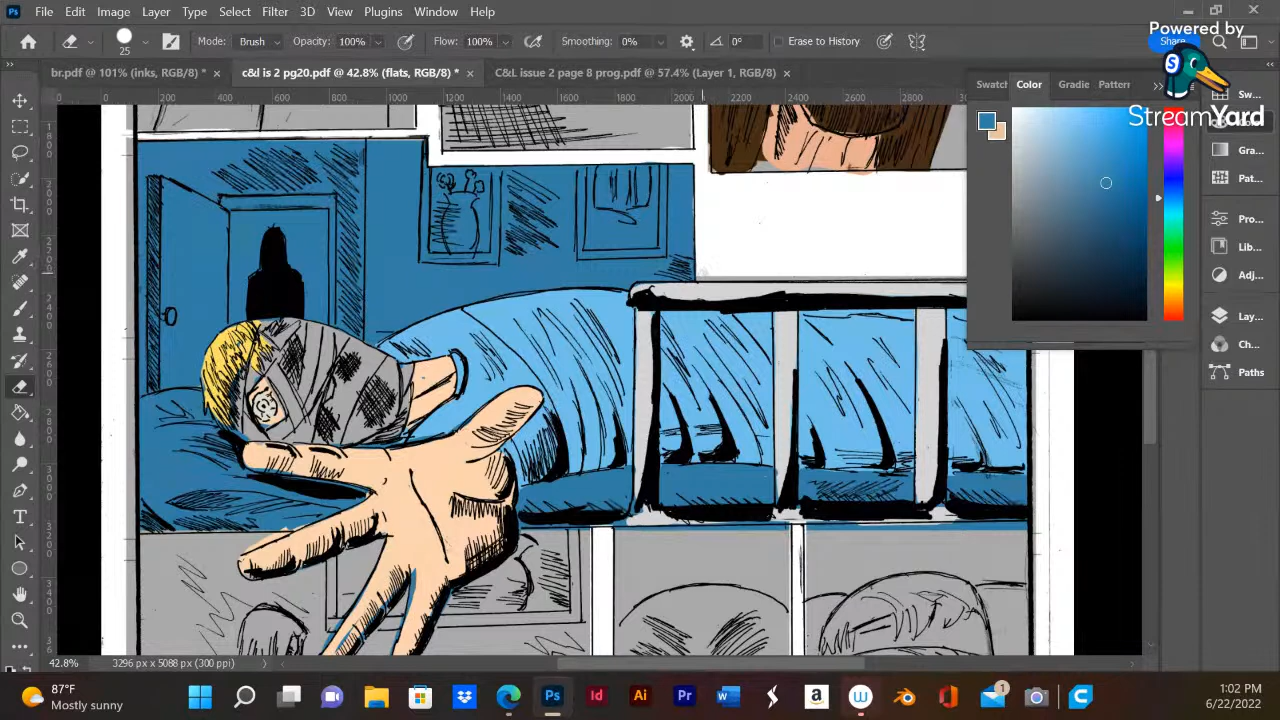 File Edit Image Layer Type Select Filter 3D View Plugins Window Help
Powered by
25 Mode: Brush Opacity: 100% Flow: 100% Smoothing: 0% 0° Erase to History Share
br.pdf @ 101% (inks, RGB/8) * c&d is 2 pg20.pdf @ 42.8% (flats, RGB/8) * C&L issue 2 page 8 prog.pdf @ 57.4% (Layer 1, RGB/8)
Swatch Color Gradie Pattern
Sw...
StreamYard
200 400 600 800 1000 1200 1400 1600 1800 2000 2200 2400 2600 2800
Gra...
Pat...
Pro...
Lib...
Adj...
Lay...
Ch...
Paths
42.8% 3296 px x 5088 px (300 ppi)
87°F
Mostly sunny
1:02 PM
6/22/2022